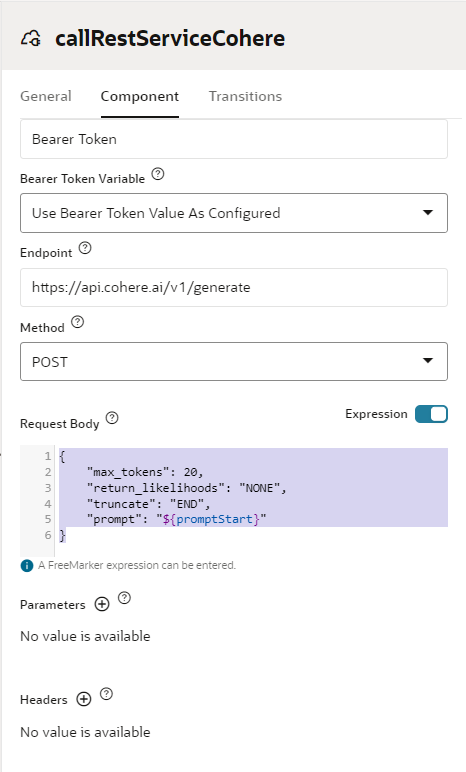 callRestServiceCohere
General Component Transitions
Bearer Token
Bearer Token Variable ?
Use Bearer Token Value As Configured
Endpoint ?
https://api.cohere.ai/v1/generate
Method ?
POST
Expression
Request Body ?
1 {
2 "max_tokens": 20,
3 "return_likelihoods": "NONE",
4 "truncate": "END",
5 "prompt": "${promptStart}"
6 }
i A FreeMarker expression can be entered.
Parameters + ?
No value is available
Headers + ?
No value is available